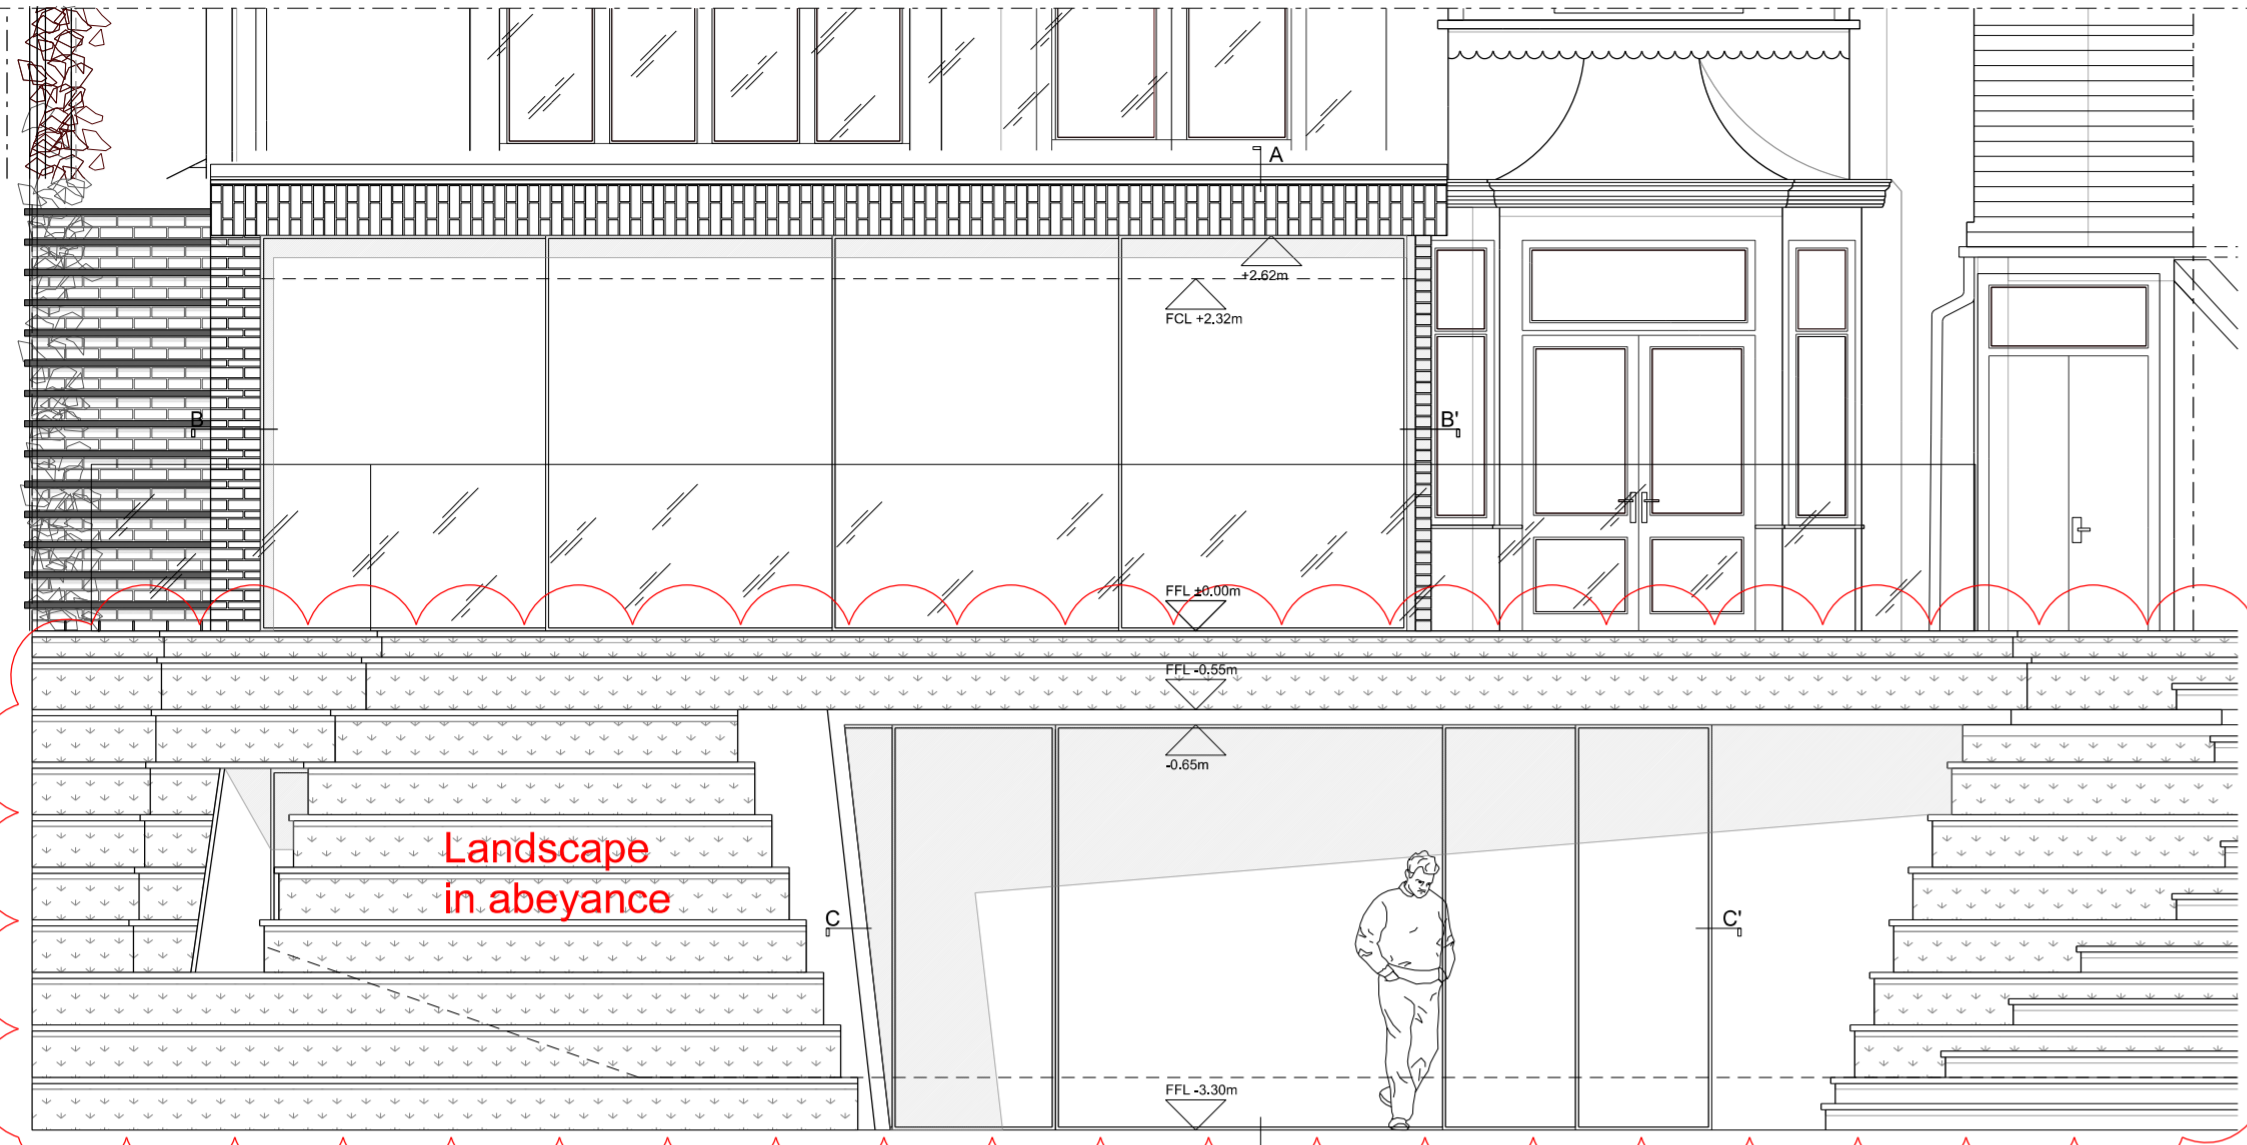 A
+2.62m
FCL +2.32m
B
B'
FFL ±0.00m
FFL -0.55m
-0.65m
Landscape
in abeyance
C
C'
FFL -3.30m